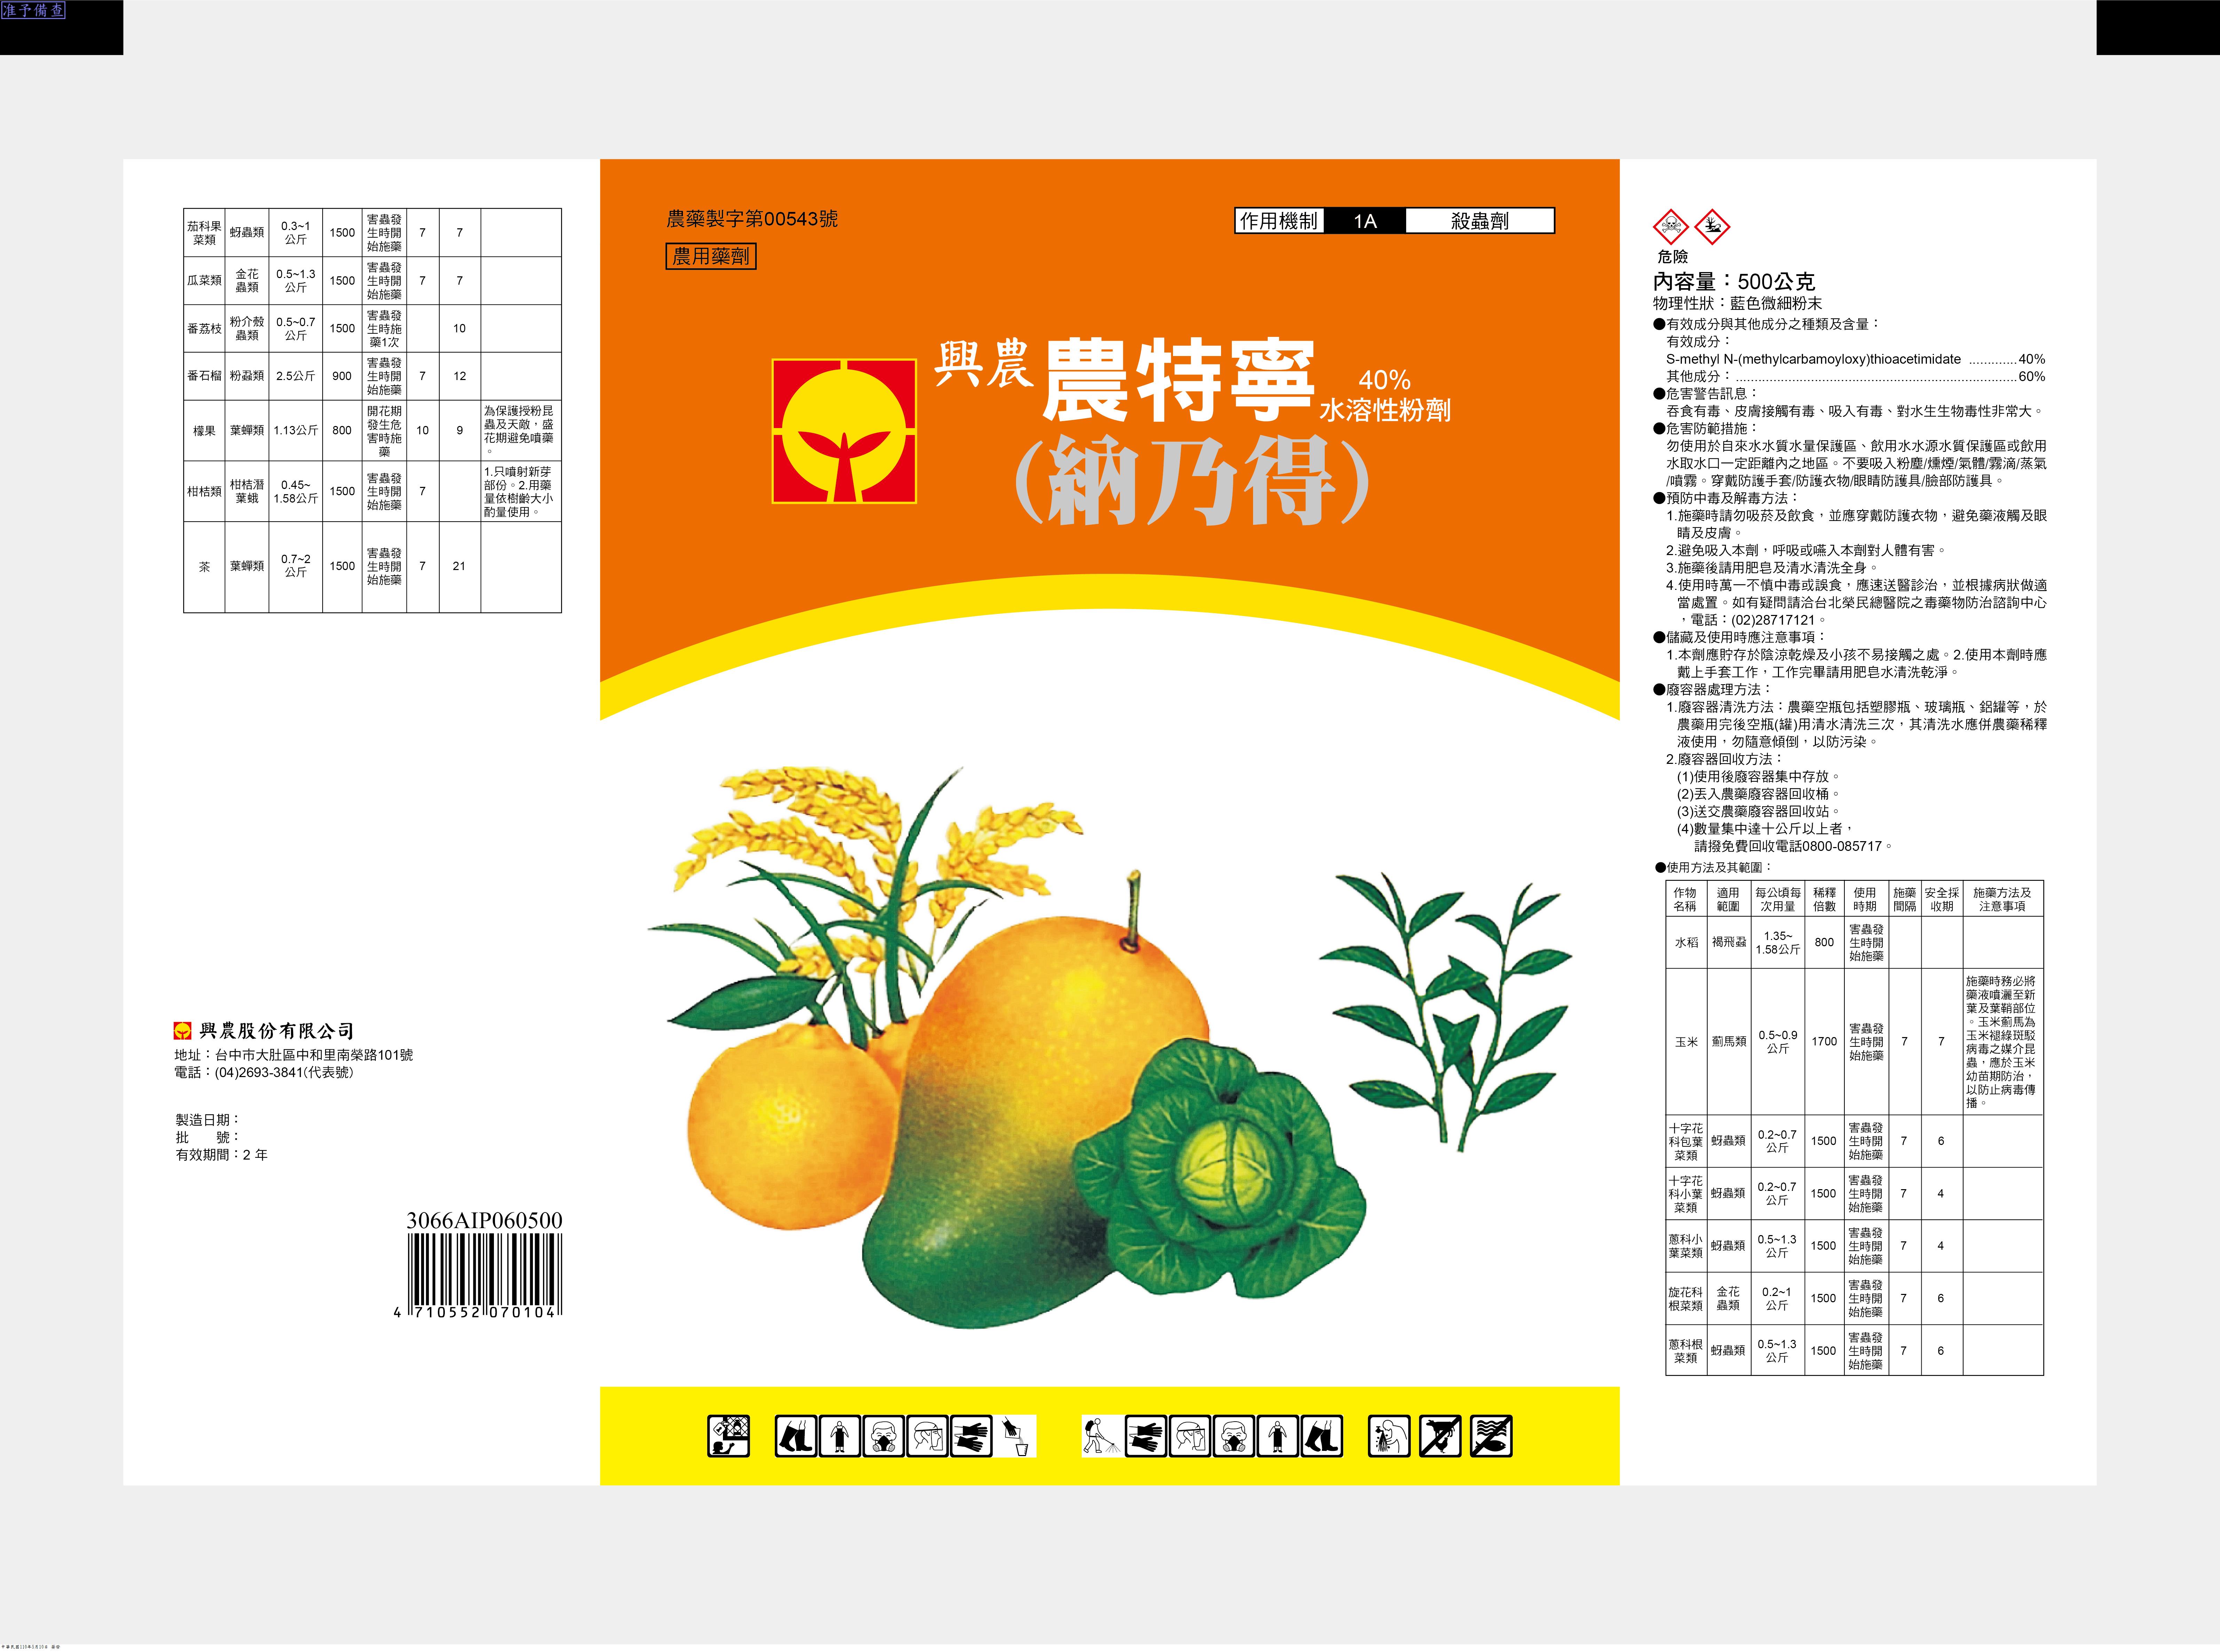 准予備查
茄科果菜類 蚜蟲類 0.3~1公斤 1500 害蟲發生時開始施藥 7 7
瓜菜類 金花蟲類 0.5~1.3公斤 1500 害蟲發生時開始施藥 7 7
番荔枝 粉介殼蟲類 0.5~0.7公斤 1500 害蟲發生時施藥1次 10
番石榴 粉蝨類 2.5公斤 900 害蟲發生時開始施藥 7 12
檬果 葉蟬類 1.13公斤 800 開花期發生危害時施藥 10 9 為保護授粉昆蟲及天敵，盛花期避免噴藥。
柑桔類 柑桔潛葉蛾 0.45~1.58公斤 1500 害蟲發生時開始施藥 7 1.只噴射新芽部份。2.用藥量依樹齡大小酌量使用。
茶 葉蟬類 0.7~2公斤 1500 害蟲發生時開始施藥 7 21
興農股份有限公司
地址：台中市大肚區中和里南榮路101號
電話：(04)2693-3841(代表號)
製造日期：
批　　號：
有效期間：2 年
3066AIP060500
4 710552 070104
農藥製字第00543號
農用藥劑
作用機制 1A 殺蟲劑
興農 農特寧
40%
水溶性粉劑
(納乃得)
危險
內容量：500公克
物理性狀：藍色微細粉末
●有效成分與其他成分之種類及含量：
有效成分：
S-methyl N-(methylcarbamoyloxy)thioacetimidate .............40%
其他成分：............................................................................60%
●危害警告訊息：
吞食有毒、皮膚接觸有毒、吸入有毒、對水生生物毒性非常大。
●危害防範措施：
勿使用於自來水水質水量保護區、飲用水水源水質保護區或飲用
水取水口一定距離內之地區。不要吸入粉塵/燻煙/氣體/霧滴/蒸氣
/噴霧。穿戴防護手套/防護衣物/眼睛防護具/臉部防護具。
●預防中毒及解毒方法：
1.施藥時請勿吸菸及飲食，並應穿戴防護衣物，避免藥液觸及眼
睛及皮膚。
2.避免吸入本劑，呼吸或嚥入本劑對人體有害。
3.施藥後請用肥皂及清水清洗全身。
4.使用時萬一不慎中毒或誤食，應速送醫診治，並根據病狀做適
當處置。如有疑問請洽台北榮民總醫院之毒藥物防治諮詢中心
，電話：(02)28717121。
●儲藏及使用時應注意事項：
1.本劑應貯存於陰涼乾燥及小孩不易接觸之處。2.使用本劑時應
戴上手套工作，工作完畢請用肥皂水清洗乾淨。
●廢容器處理方法：
1.廢容器清洗方法：農藥空瓶包括塑膠瓶、玻璃瓶、鋁罐等，於
農藥用完後空瓶(罐)用清水清洗三次，其清洗水應併農藥稀釋
液使用，勿隨意傾倒，以防污染。
2.廢容器回收方法：
(1)使用後廢容器集中存放。
(2)丟入農藥廢容器回收桶。
(3)送交農藥廢容器回收站。
(4)數量集中達十公斤以上者，
請撥免費回收電話0800-085717。
●使用方法及其範圍：
作物名稱 適用範圍 每公頃每次用量 稀釋倍數 使用時期 施藥間隔 安全採收期 施藥方法及注意事項
水稻 褐飛蝨 1.35~1.58公斤 800 害蟲發生時開始施藥
玉米 薊馬類 0.5~0.9公斤 1700 害蟲發生時開始施藥 7 7 施藥時務必將藥液噴灑至新葉及葉鞘部位。玉米薊馬為玉米褪綠斑駁病毒之媒介昆蟲，應於玉米幼苗期防治，以防止病毒傳播。
十字花科包葉菜類 蚜蟲類 0.2~0.7公斤 1500 害蟲發生時開始施藥 7 6
十字花科小葉菜類 蚜蟲類 0.2~0.7公斤 1500 害蟲發生時開始施藥 7 4
蔥科小葉菜類 蚜蟲類 0.5~1.3公斤 1500 害蟲發生時開始施藥 7 4
旋花科根菜類 金花蟲類 0.2~1公斤 1500 害蟲發生時開始施藥 7 6
蔥科根菜類 蚜蟲類 0.5~1.3公斤 1500 害蟲發生時開始施藥 7 6